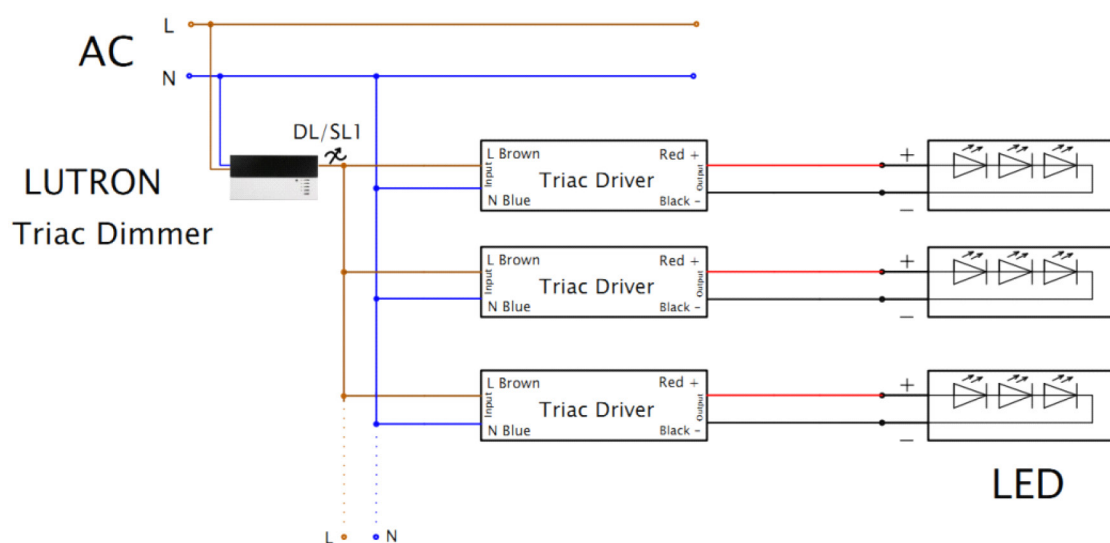 L
AC
N
DL/SL1
LUTRON
Triac Dimmer
L Brown
Red +
Input
Triac Driver
Output
N Blue
Black -
+
–
L Brown
Red +
Input
Triac Driver
Output
N Blue
Black -
+
–
L Brown
Red +
Input
Triac Driver
Output
N Blue
Black -
+
–
LED
L
N